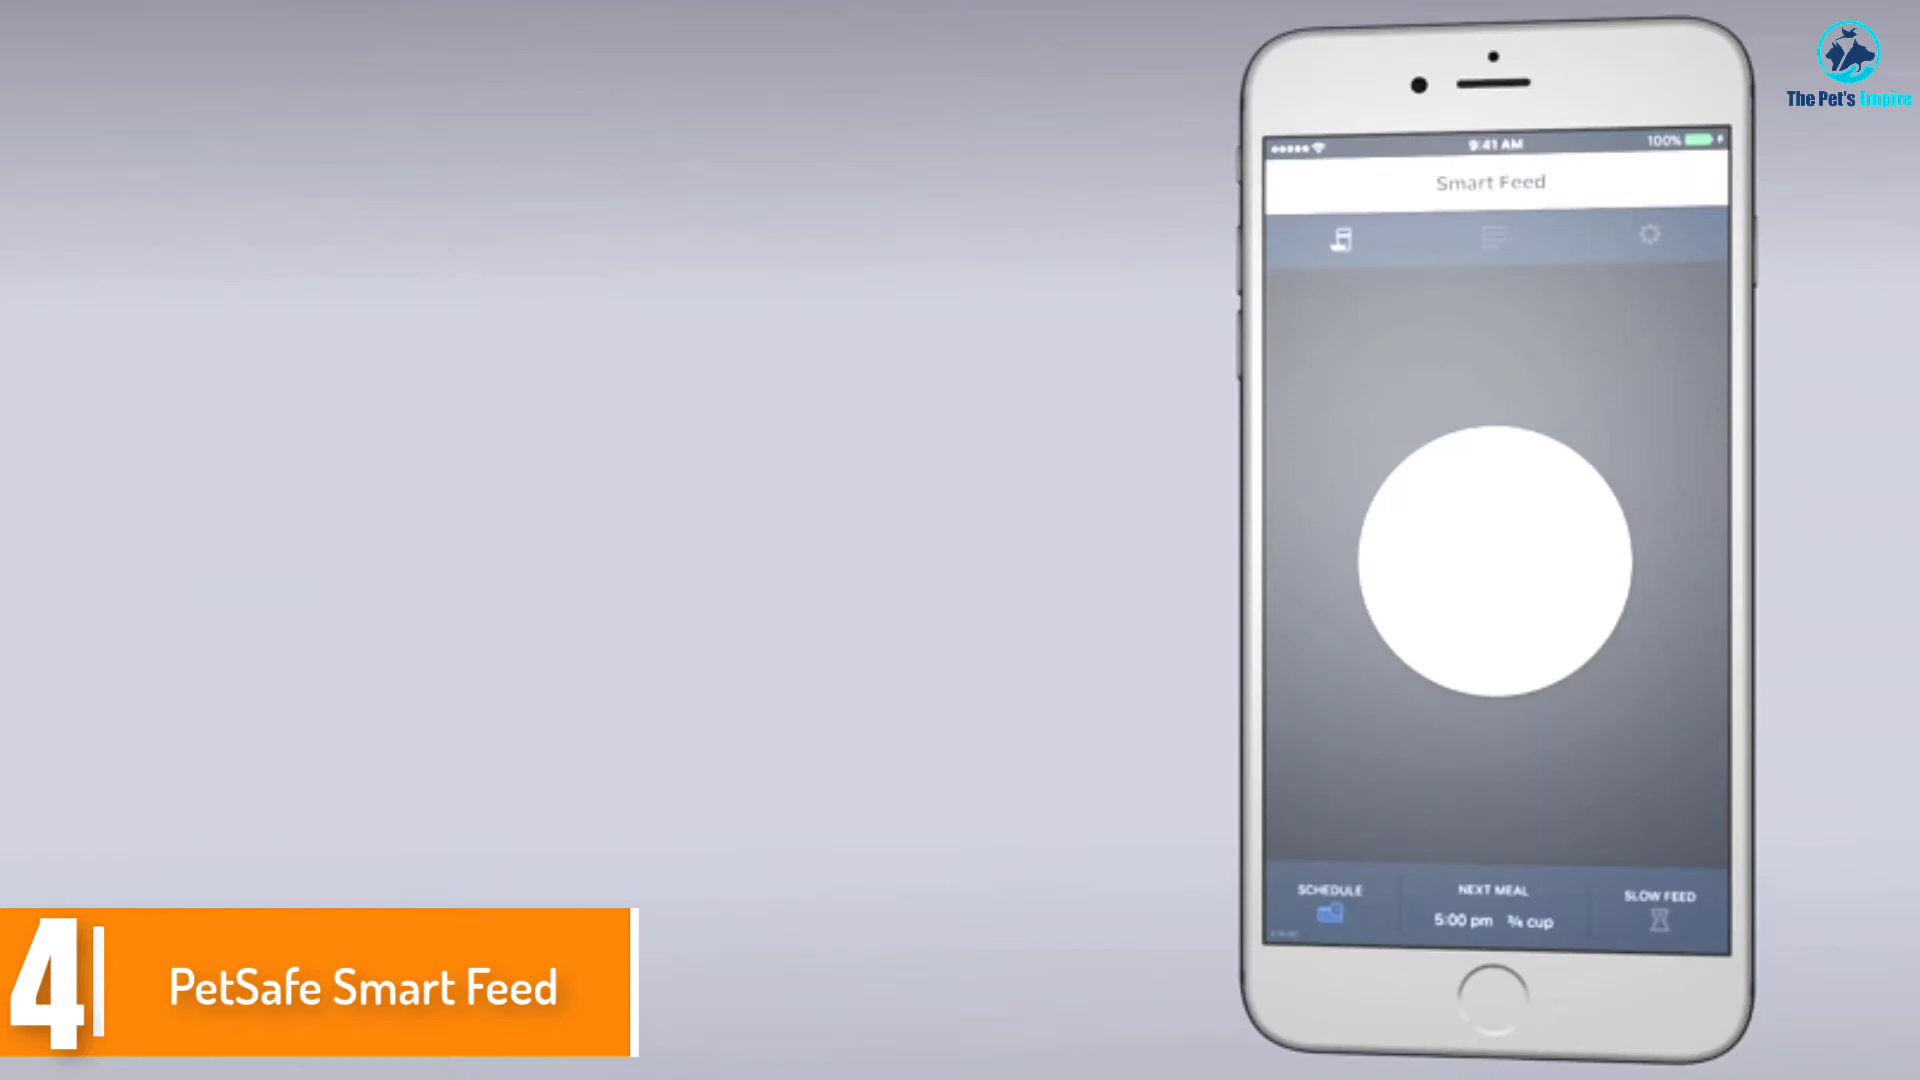 The Pet's Empire
9:41 AM
100%
Smart Feed
SCHEDULE
NEXT MEAL
SLOW FEED
5:00 pm
cup
4
PetSafe Smart Feed